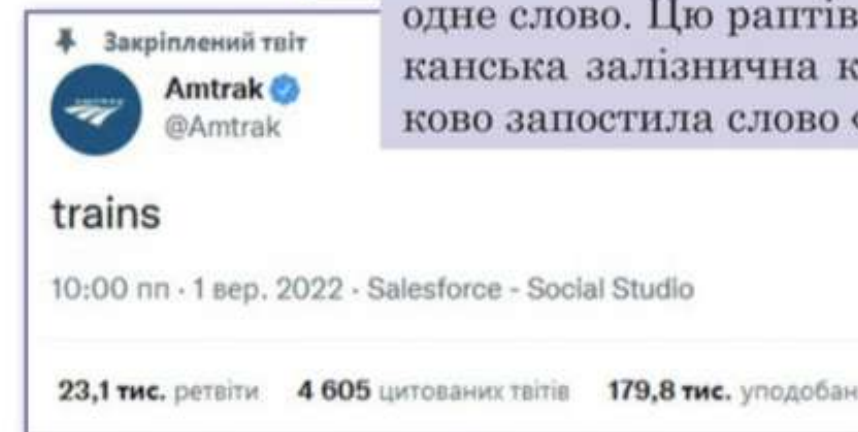 одне слово. Цю раптів
канська залізнична к
ково запостила слово «
Закріплений твіт
Amtrak
@Amtrak
trains
10:00 пп · 1 вер. 2022 · Salesforce - Social Studio
23,1 тис. ретвіти 4 605 цитованих твітів 179,8 тис. уподобан